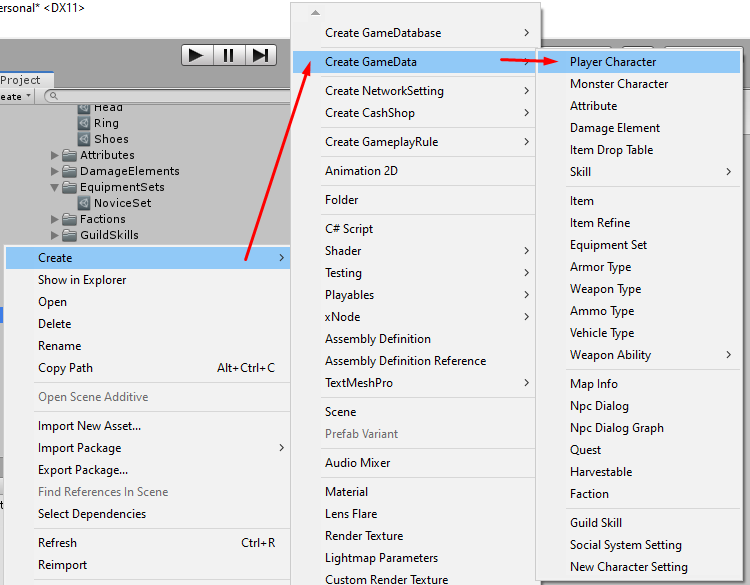 ersonal* <DX11>
Project
eate
Head
Ring
Shoes
Attributes
DamageElements
EquipmentSets
NoviceSet
Factions
GuildSkills
Create
Show in Explorer
Open
Delete
Rename
Copy Path Alt+Ctrl+C
Open Scene Additive
Import New Asset...
Import Package
Export Package...
Find References In Scene
Select Dependencies
Refresh Ctrl+R
Reimport
Create GameDatabase
Create GameData
Create NetworkSetting
Create CashShop
Create GameplayRule
Animation 2D
Folder
C# Script
Shader
Testing
Playables
xNode
Assembly Definition
Assembly Definition Reference
TextMeshPro
Scene
Prefab Variant
Audio Mixer
Material
Lens Flare
Render Texture
Lightmap Parameters
Custom Render Texture
Player Character
Monster Character
Attribute
Damage Element
Item Drop Table
Skill
Item
Item Refine
Equipment Set
Armor Type
Weapon Type
Ammo Type
Vehicle Type
Weapon Ability
Map Info
Npc Dialog
Npc Dialog Graph
Quest
Harvestable
Faction
Guild Skill
Social System Setting
New Character Setting